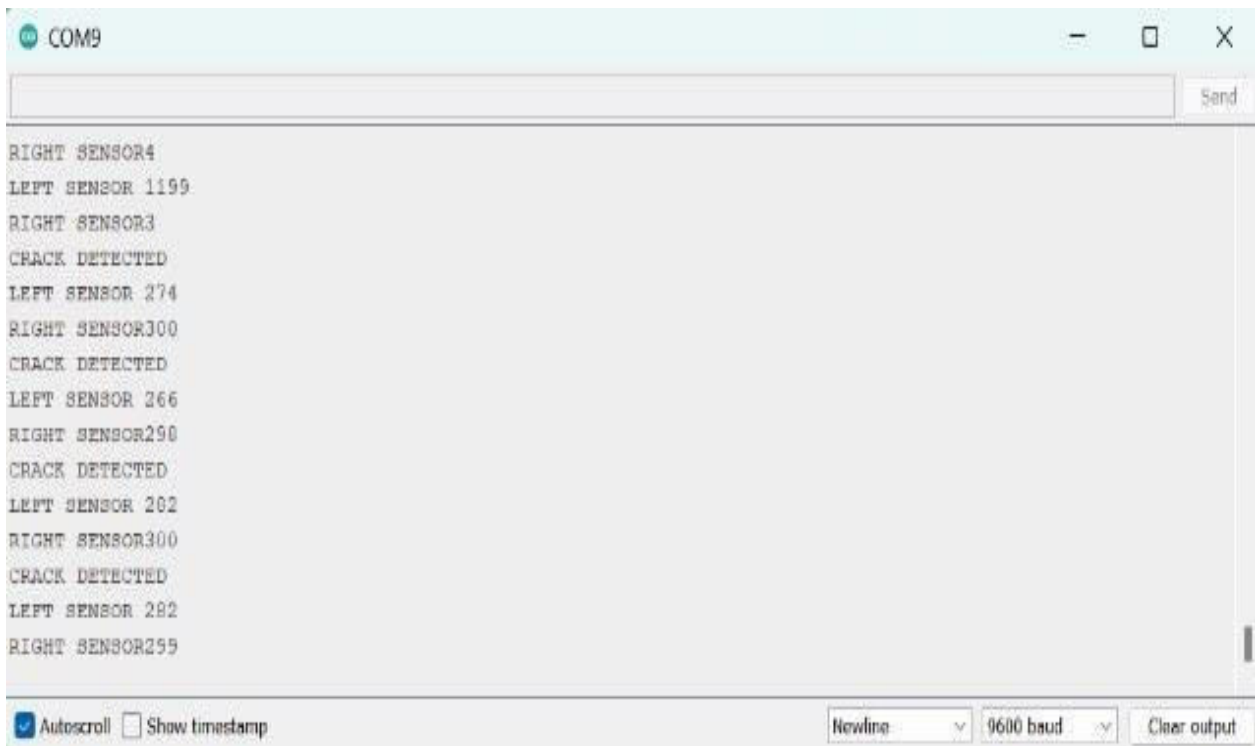 COM9
Send
RIGHT SENSOR4
LEFT SENSOR 1199
RIGHT SENSOR3
CRACK DETECTED
LEFT SENSOR 274
RIGHT SENSOR300
CRACK DETECTED
LEFT SENSOR 266
RIGHT SENSOR298
CRACK DETECTED
LEFT SENSOR 282
RIGHT SENSOR300
CRACK DETECTED
LEFT SENSOR 282
RIGHT SENSOR299
Autoscroll Show timestamp Newline 9600 baud Clear output